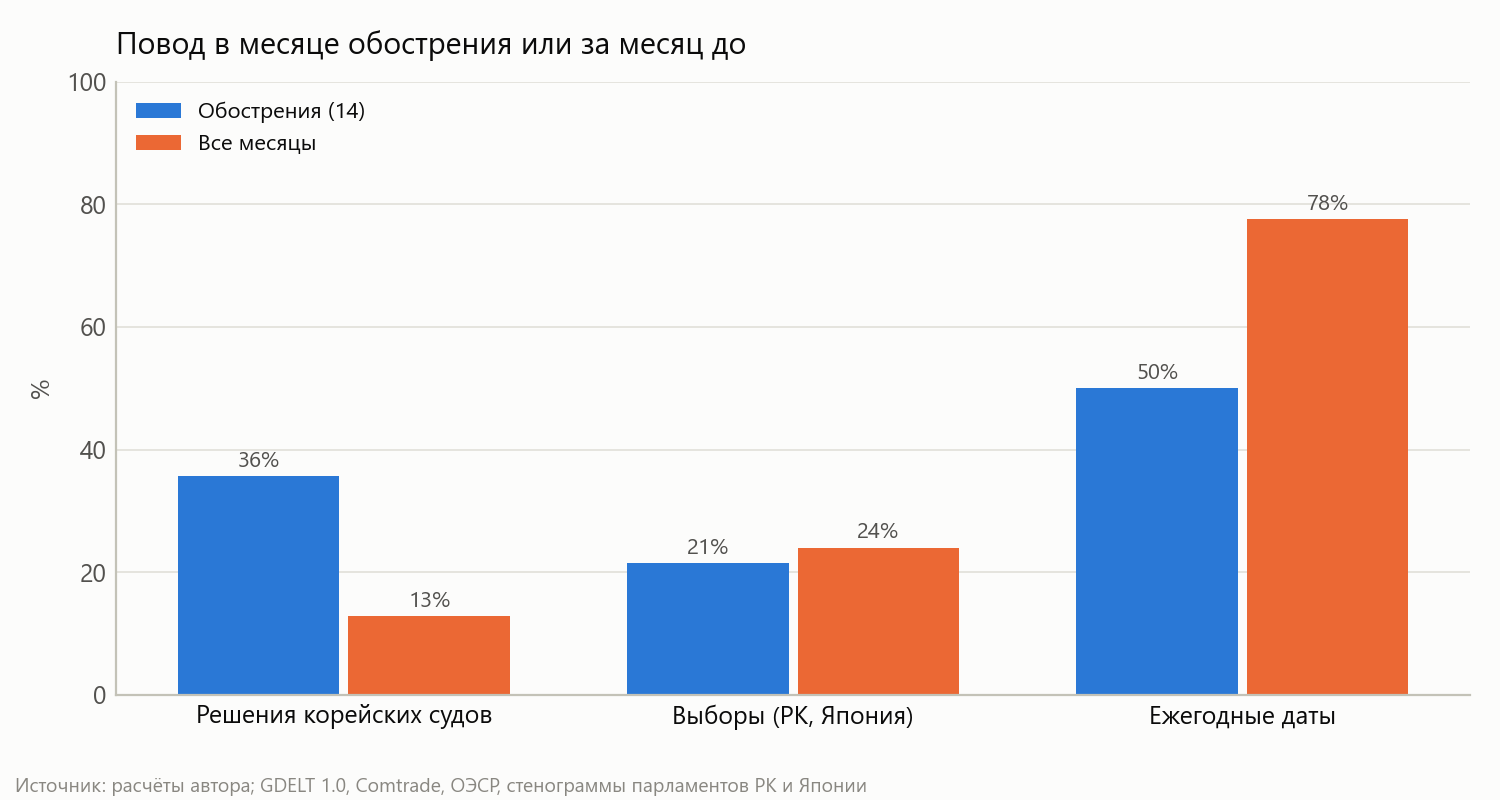 Повод в месяце обострения или за месяц до
100
80
60
40
20
0
%
Обострения (14)
Все месяцы
36%
13%
21%
24%
50%
78%
Решения корейских судов
Выборы (РК, Япония)
Ежегодные даты
Источник: расчёты автора; GDELT 1.0, Comtrade, ОЭСР, стенограммы парламентов РК и Японии